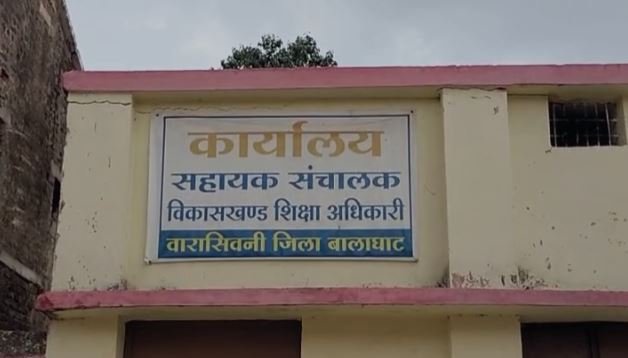 कार्यालय
सहायक संचालक
विकासखण्ड शिक्षा अधिकारी
वारासिवनी जिला बालाघाट